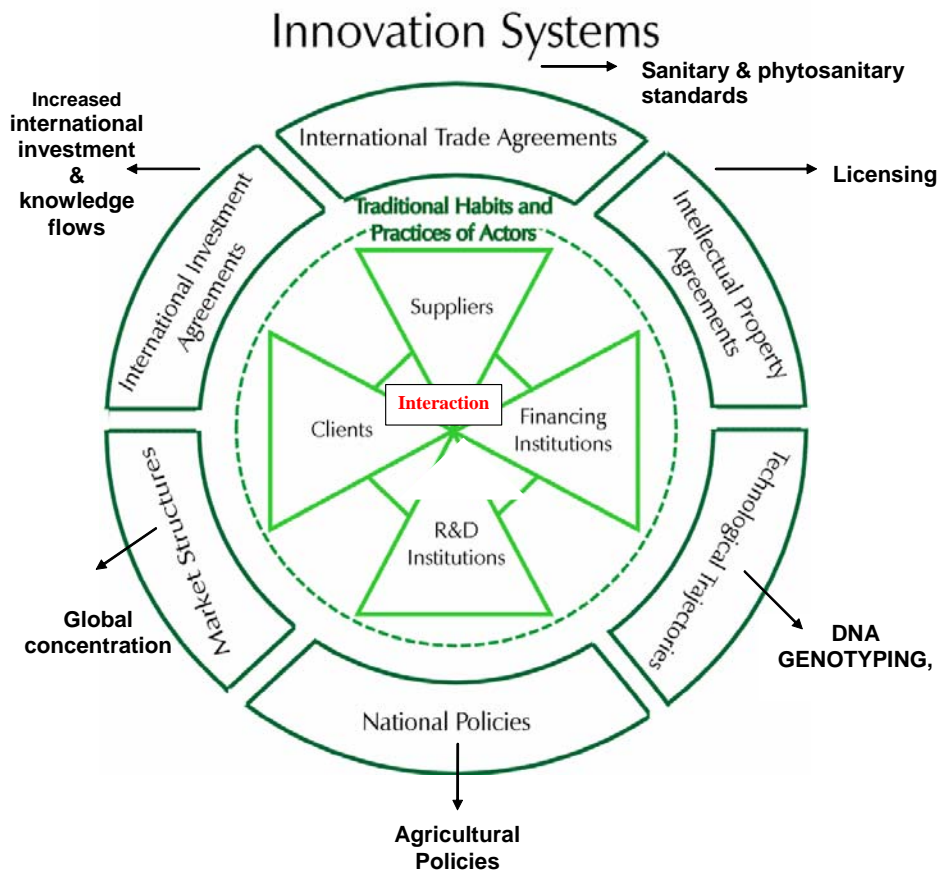 Innovation Systems
Sanitary & phytosanitary
standards
Increased
international
investment
&
knowledge
flows
International Trade Agreements
Licensing
International Investment
Agreements
Traditional Habits and
Practices of Actors
Intellectual Property
Agreements
Suppliers
Interaction
Clients
Financing
Institutions
R&D
Institutions
Market Structures
Technological Trajectories
Global
concentration
DNA
GENOTYPING,
National Policies
Agricultural
Policies